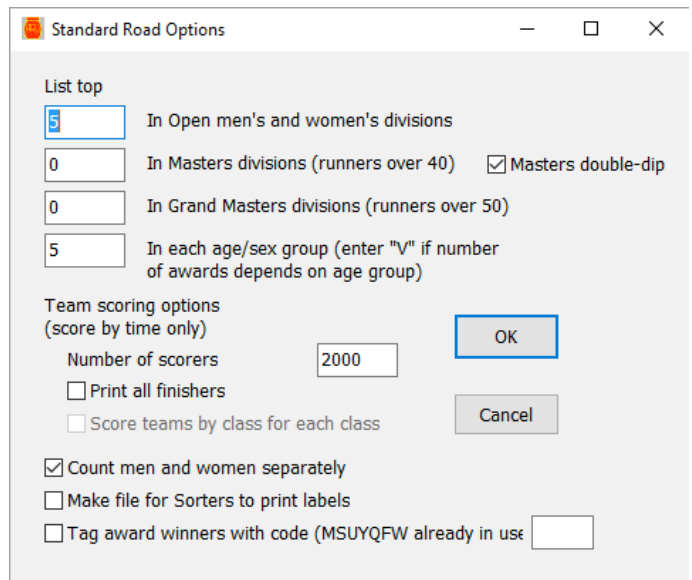 Standard Road Options
List top
5 In Open men's and women's divisions
0 In Masters divisions (runners over 40) Masters double-dip
0 In Grand Masters divisions (runners over 50)
5 In each age/sex group (enter "V" if number
of awards depends on age group)
Team scoring options
(score by time only)
OK
Number of scorers 2000
Print all finishers
Score teams by class for each class
Cancel
Count men and women separately
Make file for Sorters to print labels
Tag award winners with code (MSUYQFW already in use